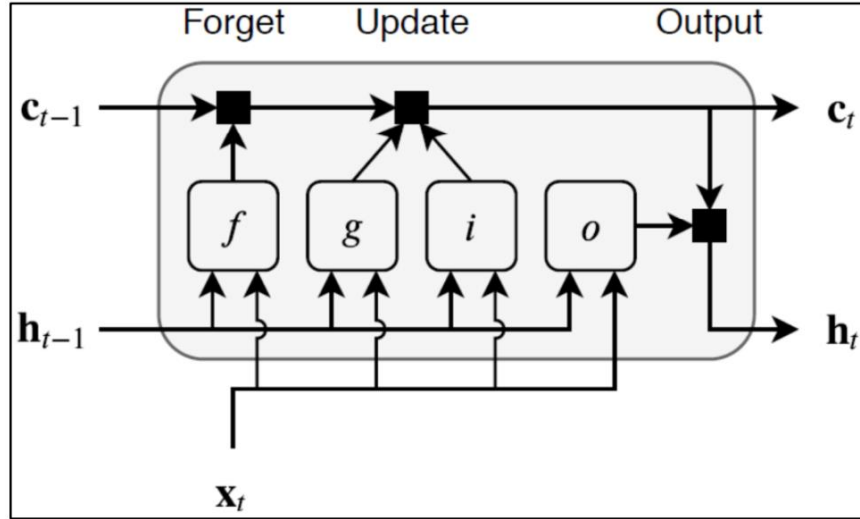 Forget Update Output
c_{t−1} c_t
f g i o
h_{t−1} h_t
x_t